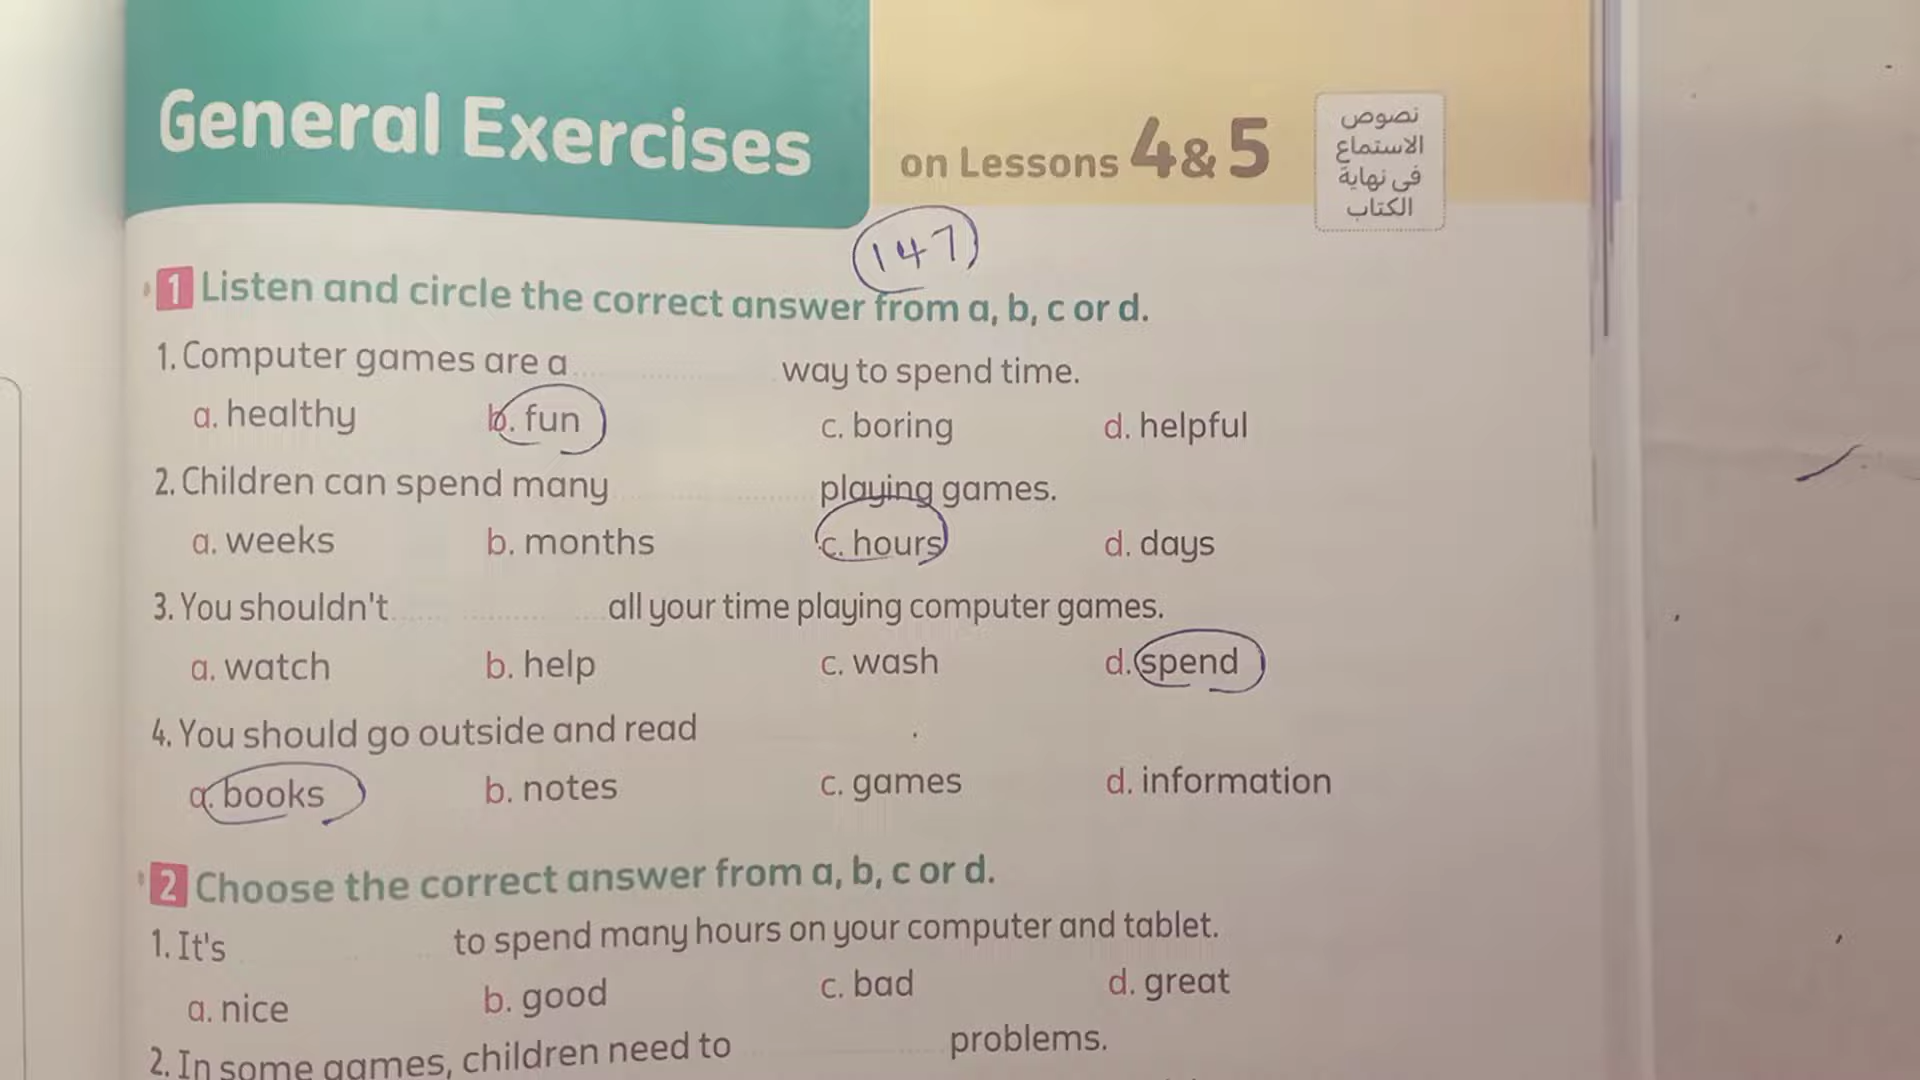 General Exercises
on Lessons 4&5
نصوص
الاستماع
فى نهاية
الكتاب
147
1 Listen and circle the correct answer from a, b, c or d.
1. Computer games are a way to spend time.
a. healthy b. fun c. boring d. helpful
2. Children can spend many playing games.
a. weeks b. months c. hours d. days
3. You shouldn't all your time playing computer games.
a. watch b. help c. wash d. spend
4. You should go outside and read .
a. books b. notes c. games d. information
2 Choose the correct answer from a, b, c or d.
1. It's to spend many hours on your computer and tablet.
a. nice b. good c. bad d. great
2. In some games, children need to problems.